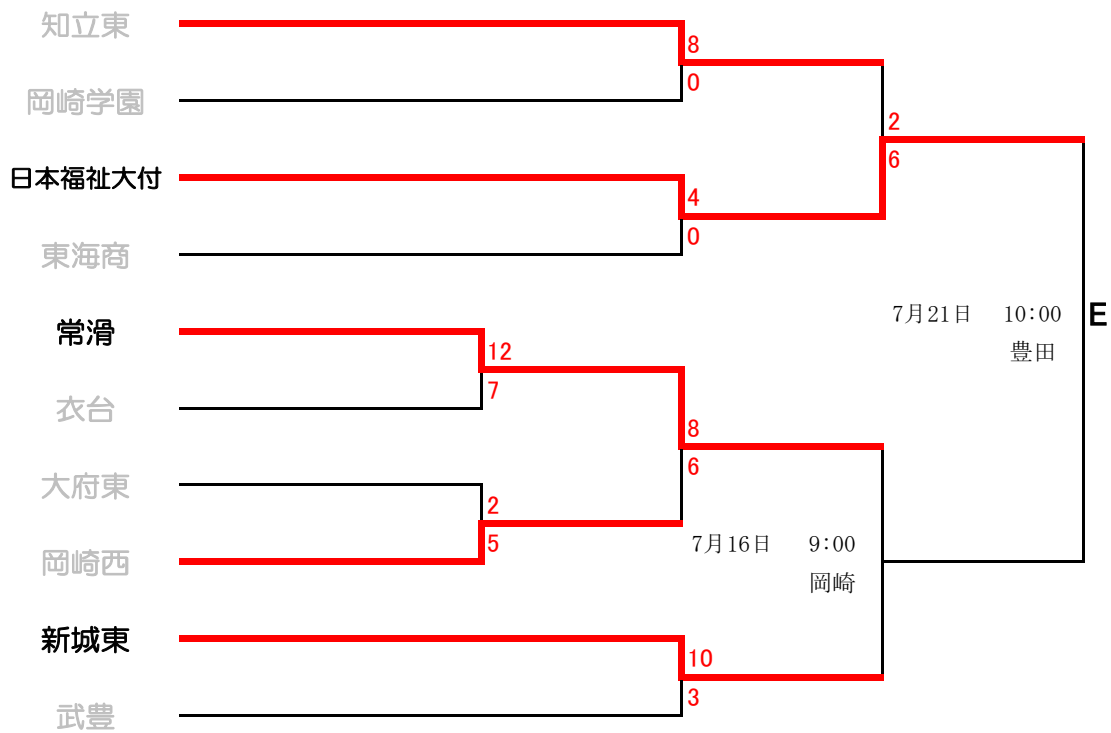 知立東
8
0
岡崎学園
2
6
日本福祉大付
4
0
東海商
7月21日 10:00
豊田
E
常滑
12
7
衣台
8
6
大府東
2
5
岡崎西
7月16日 9:00
岡崎
新城東
10
3
武豊